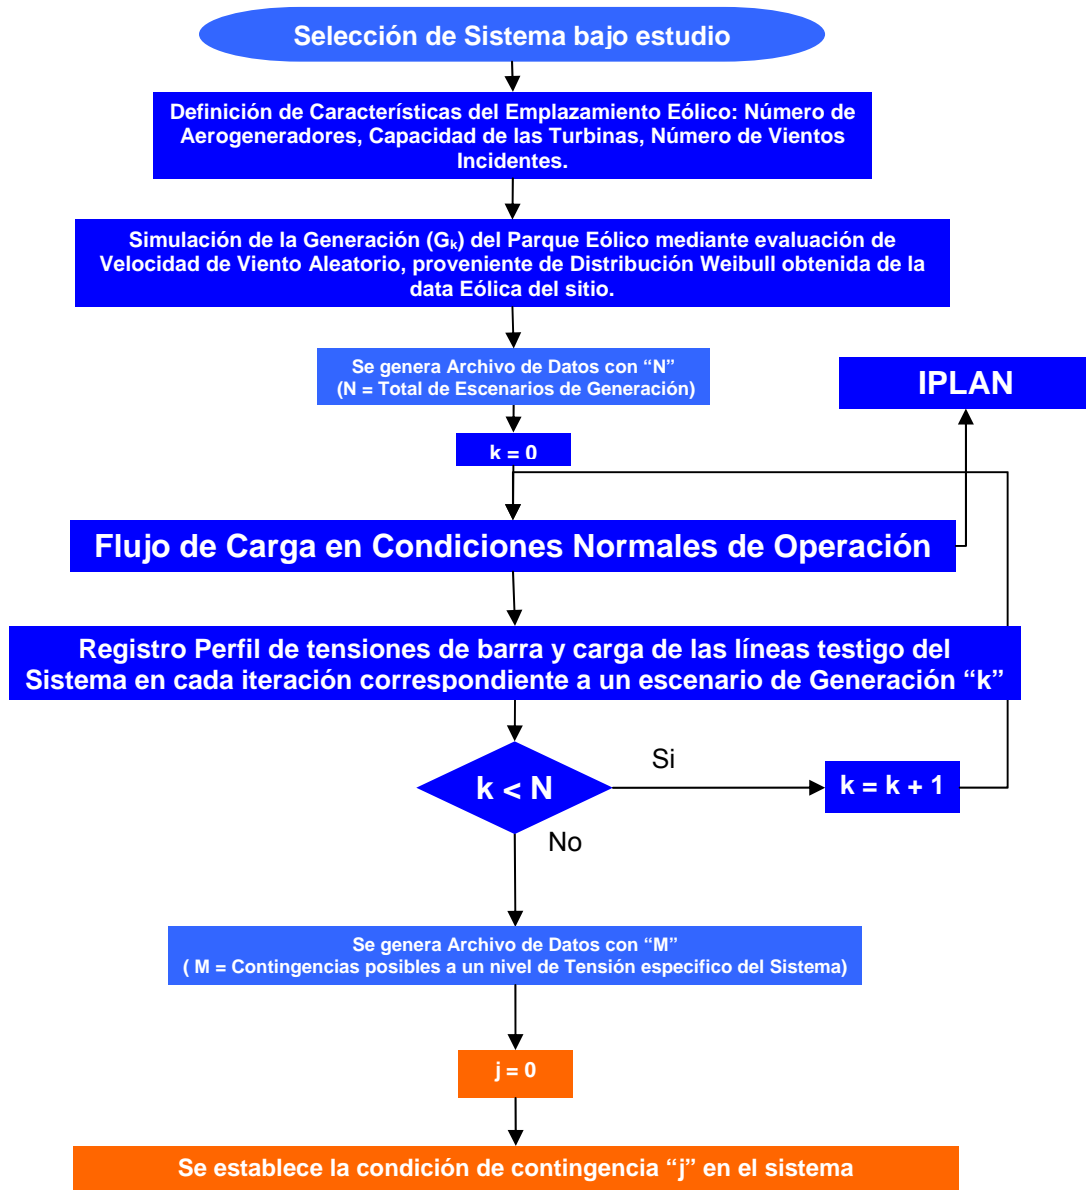 Selección de Sistema bajo estudio
Definición de Características del Emplazamiento Eólico: Número de
Aerogeneradores, Capacidad de las Turbinas, Número de Vientos
Incidentes.
Simulación de la Generación (Gₖ) del Parque Eólico mediante evaluación de
Velocidad de Viento Aleatorio, proveniente de Distribución Weibull obtenida de la
data Eólica del sitio.
Se genera Archivo de Datos con “N”
(N = Total de Escenarios de Generación)
IPLAN
k = 0
Flujo de Carga en Condiciones Normales de Operación
Registro Perfil de tensiones de barra y carga de las líneas testigo del
Sistema en cada iteración correspondiente a un escenario de Generación “k”
k < N
Si
k = k + 1
No
Se genera Archivo de Datos con “M”
( M = Contingencias posibles a un nivel de Tensión especifico del Sistema)
j = 0
Se establece la condición de contingencia “j” en el sistema